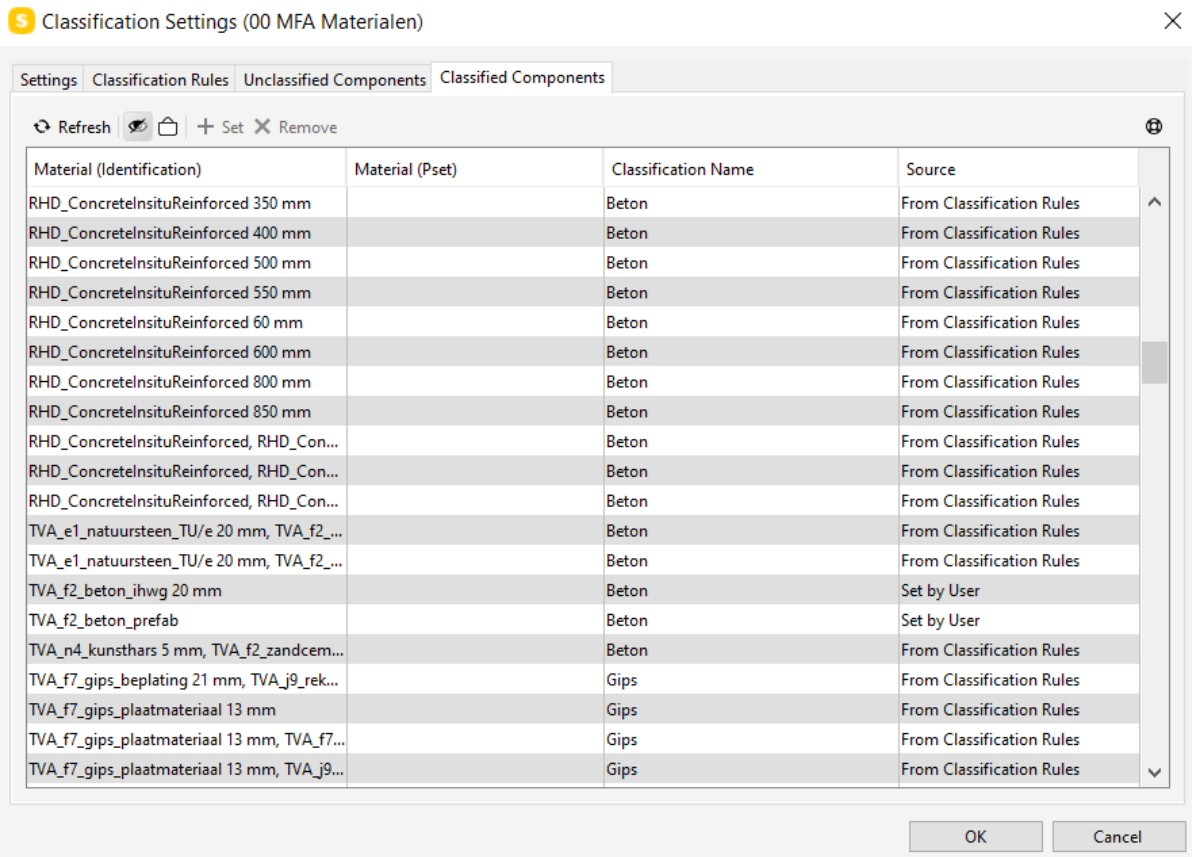 S Classification Settings (00 MFA Materialen)
Settings Classification Rules Unclassified Components Classified Components
Refresh Set Remove
Material (Identification) Material (Pset) Classification Name Source
RHD_ConcreteInsituReinforced 350 mm Beton From Classification Rules
RHD_ConcreteInsituReinforced 400 mm Beton From Classification Rules
RHD_ConcreteInsituReinforced 500 mm Beton From Classification Rules
RHD_ConcreteInsituReinforced 550 mm Beton From Classification Rules
RHD_ConcreteInsituReinforced 60 mm Beton From Classification Rules
RHD_ConcreteInsituReinforced 600 mm Beton From Classification Rules
RHD_ConcreteInsituReinforced 800 mm Beton From Classification Rules
RHD_ConcreteInsituReinforced 850 mm Beton From Classification Rules
RHD_ConcreteInsituReinforced, RHD_Con... Beton From Classification Rules
RHD_ConcreteInsituReinforced, RHD_Con... Beton From Classification Rules
RHD_ConcreteInsituReinforced, RHD_Con... Beton From Classification Rules
TVA_e1_natuursteen_TU/e 20 mm, TVA_f2_... Beton From Classification Rules
TVA_e1_natuursteen_TU/e 20 mm, TVA_f2_... Beton From Classification Rules
TVA_f2_beton_ihwg 20 mm Beton Set by User
TVA_f2_beton_prefab Beton Set by User
TVA_n4_kunsthars 5 mm, TVA_f2_zandcem... Beton From Classification Rules
TVA_f7_gips_beplating 21 mm, TVA_j9_rek... Gips From Classification Rules
TVA_f7_gips_plaatmateriaal 13 mm Gips From Classification Rules
TVA_f7_gips_plaatmateriaal 13 mm, TVA_f7... Gips From Classification Rules
TVA_f7_gips_plaatmateriaal 13 mm, TVA_j9... Gips From Classification Rules
OK Cancel